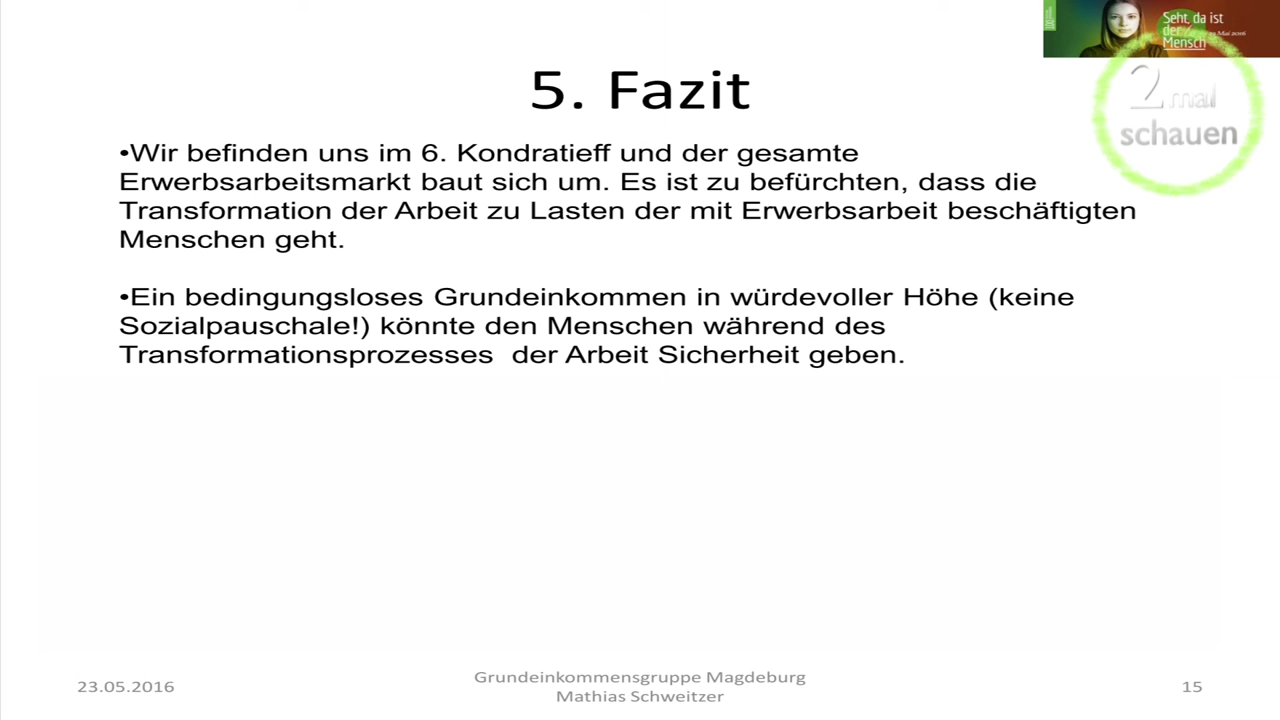 Seht, da ist
der
Mensch
2 mal
schauen
5. Fazit
•Wir befinden uns im 6. Kondratieff und der gesamte
Erwerbsarbeitsmarkt baut sich um. Es ist zu befürchten, dass die
Transformation der Arbeit zu Lasten der mit Erwerbsarbeit beschäftigten
Menschen geht.
•Ein bedingungsloses Grundeinkommen in würdevoller Höhe (keine
Sozialpauschale!) könnte den Menschen während des
Transformationsprozesses  der Arbeit Sicherheit geben.
23.05.2016
Grundeinkommensgruppe Magdeburg
Mathias Schweitzer
15